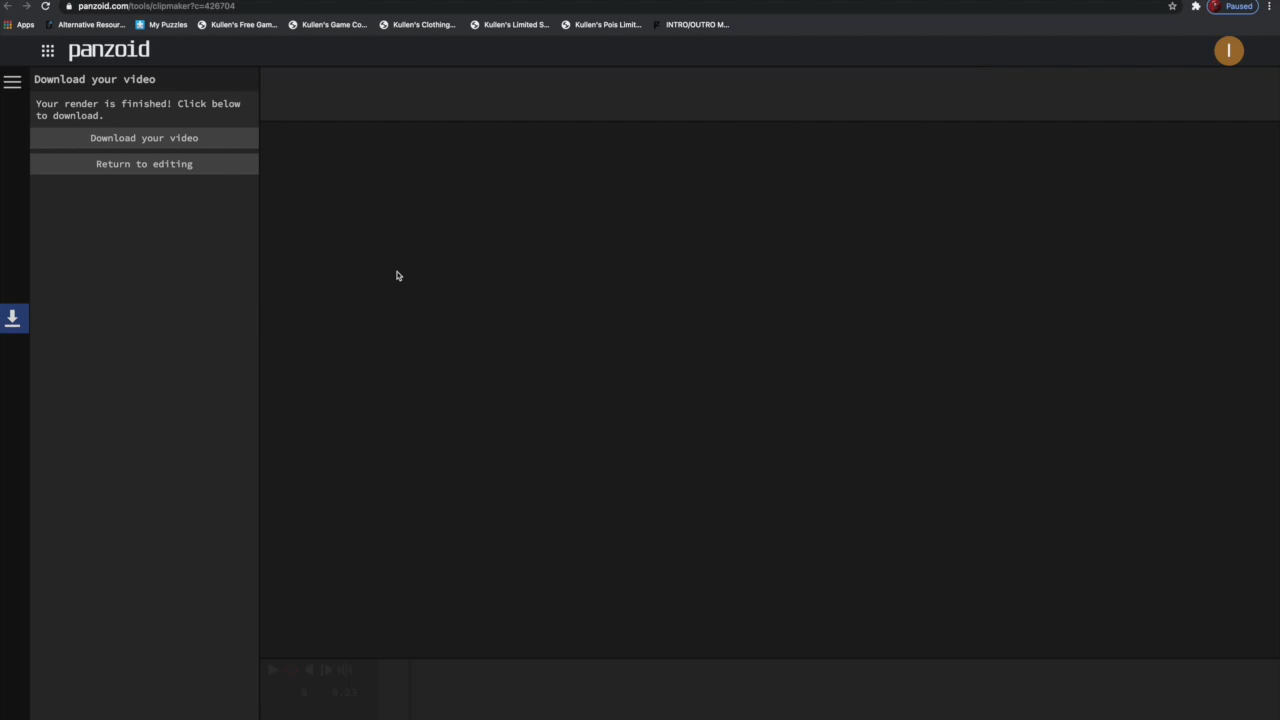 panzoid.com/tools/clipmaker?c=426704
Paused
Apps
Alternative Resour...
My Puzzles
Kullen's Free Gam...
Kullen's Game Co...
Kullen's Clothing...
Kullen's Limited S...
Kullen's Pois Limit...
INTRO/OUTRO M...
panzoid
I
Download your video
Your render is finished! Click below
to download.
Download your video
Return to editing
0.23